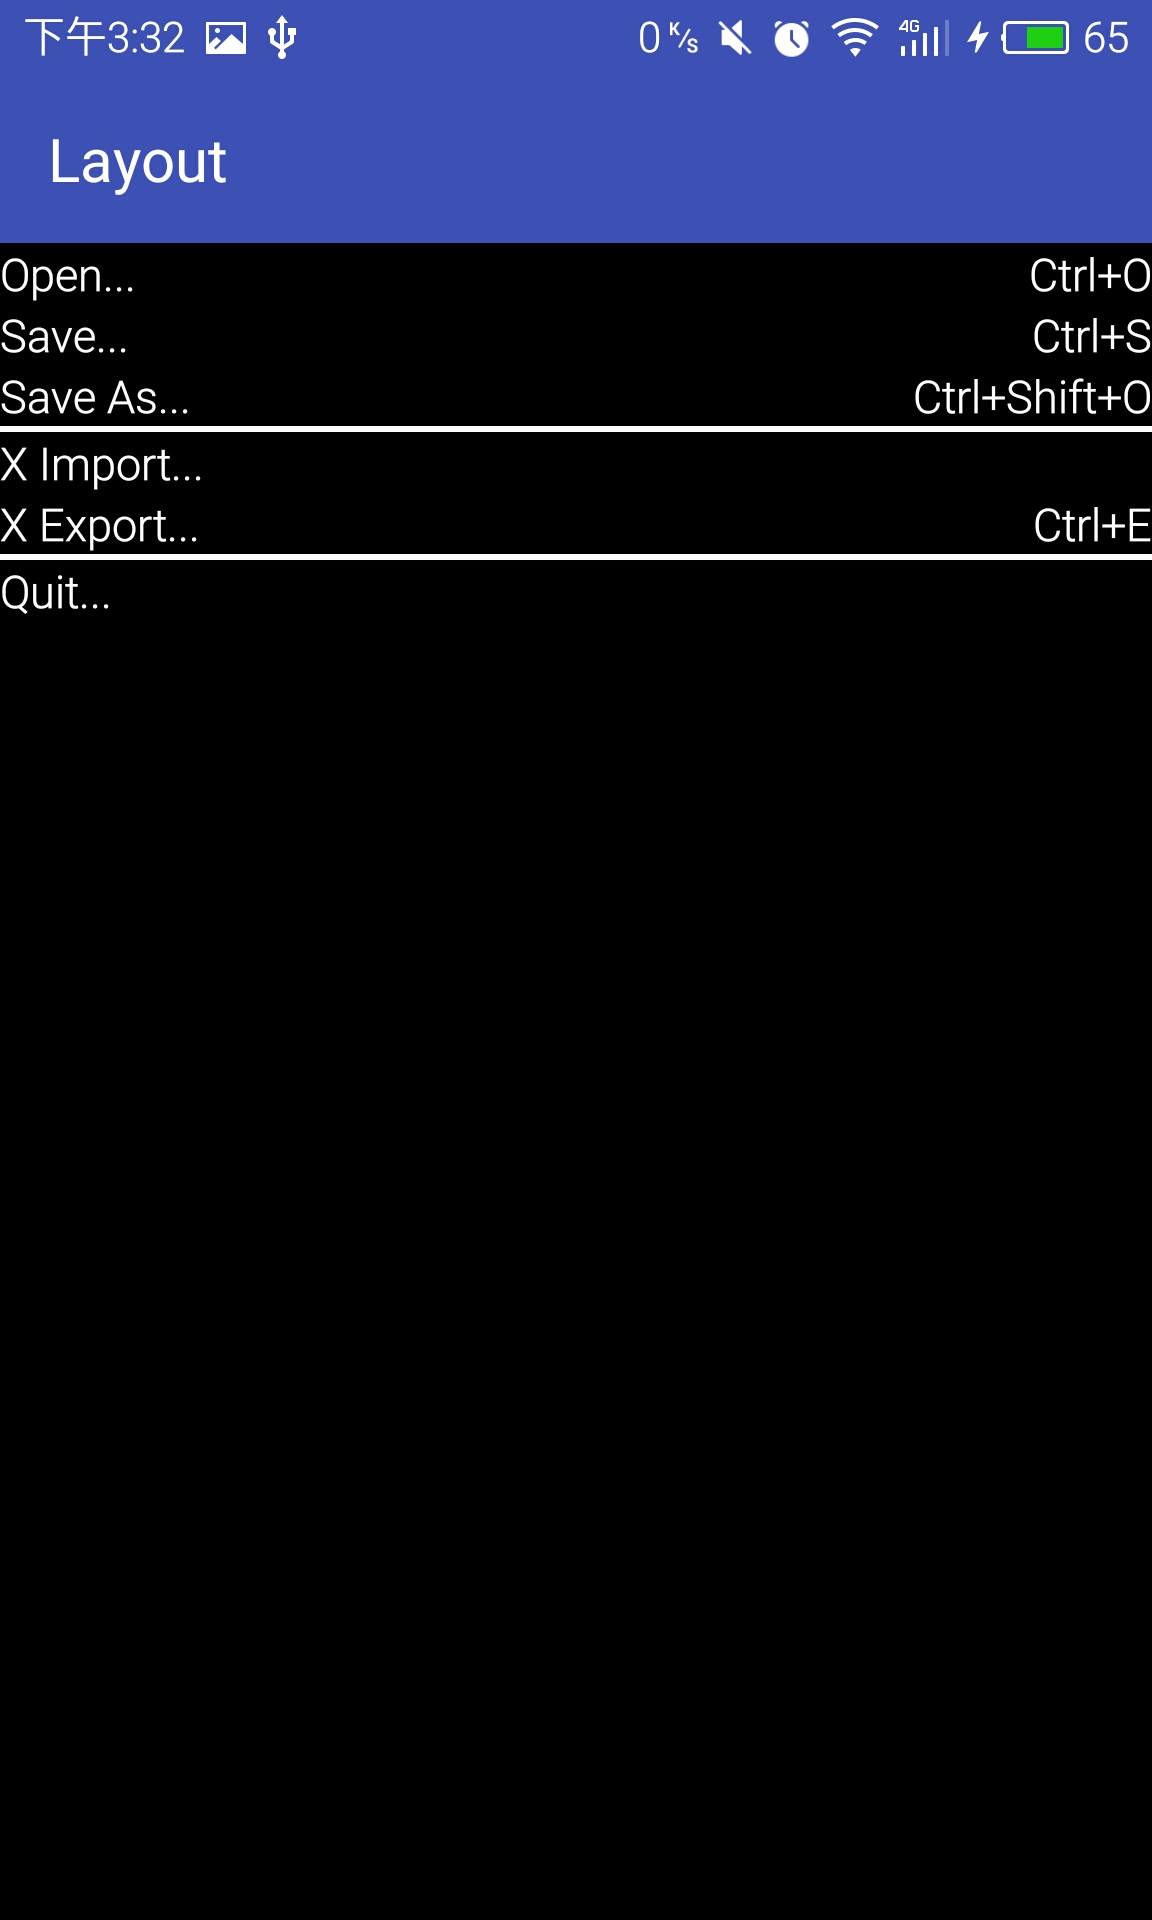 下午3:32 0 K/s 4G 65
Layout
Open... Ctrl+O
Save... Ctrl+S
Save As... Ctrl+Shift+O
X Import...
X Export... Ctrl+E
Quit...